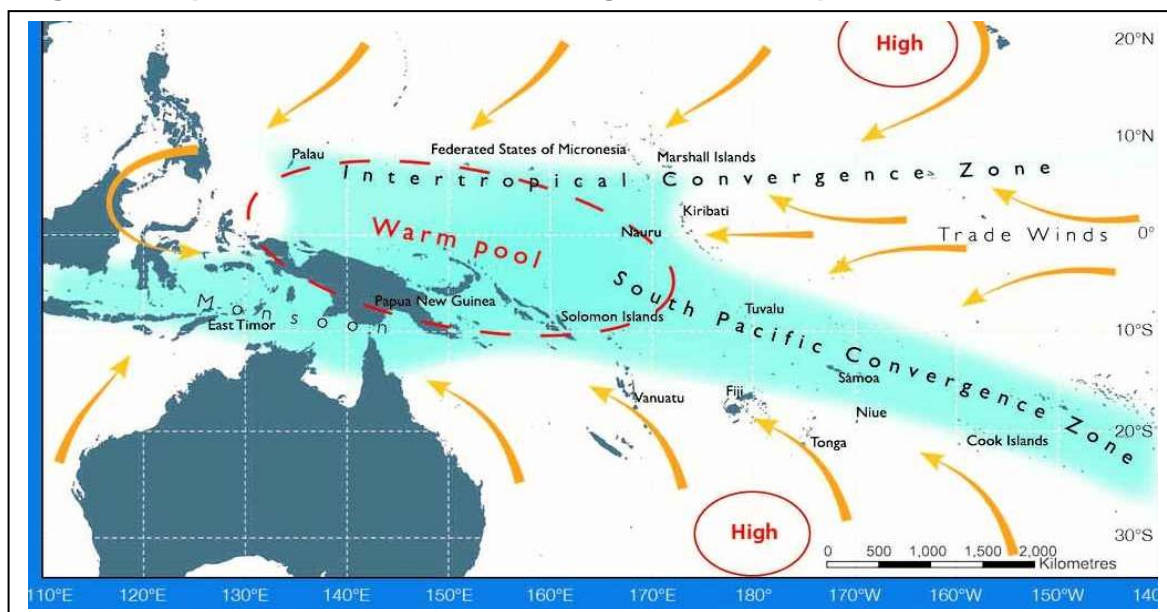 High
20°N
10°N
Palau
Federated States of Micronesia
Marshall Islands
Intertropical Convergence Zone
Kiribati
Warm pool
Nauru
Trade Winds
0°
South Pacific Convergence Zone
Monsoon
Papua New Guinea
East Timor
Solomon Islands
Tuvalu
10°S
Samoa
Vanuatu
Fiji
Niue
Tonga
Cook Islands
20°S
High
30°S
0 500 1,000 1,500 2,000
Kilometres
110°E 120°E 130°E 140°E 150°E 160°E 170°E 180° 170°W 160°W 150°W 140°